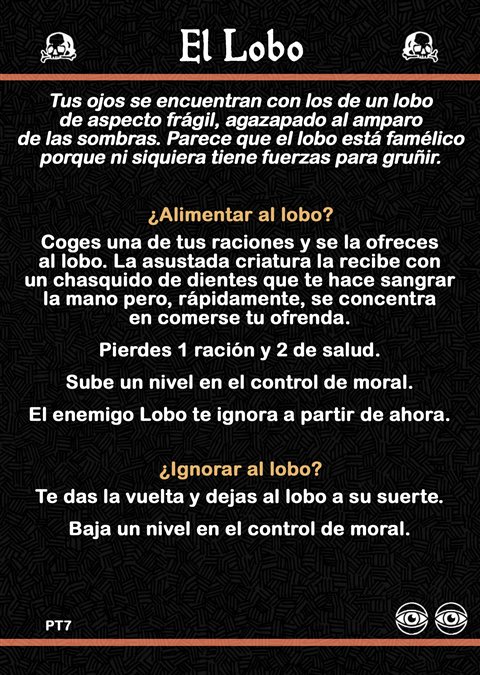 El Lobo
Tus ojos se encuentran con los de un lobo
de aspecto frágil, agazapado al amparo
de las sombras. Parece que el lobo está famélico
porque ni siquiera tiene fuerzas para gruñir.
¿Alimentar al lobo?
Coges una de tus raciones y se la ofreces
al lobo. La asustada criatura la recibe con
un chasquido de dientes que te hace sangrar
la mano pero, rápidamente, se concentra
en comerse tu ofrenda.
Pierdes 1 ración y 2 de salud.
Sube un nivel en el control de moral.
El enemigo Lobo te ignora a partir de ahora.
¿Ignorar al lobo?
Te das la vuelta y dejas al lobo a su suerte.
Baja un nivel en el control de moral.
PT7